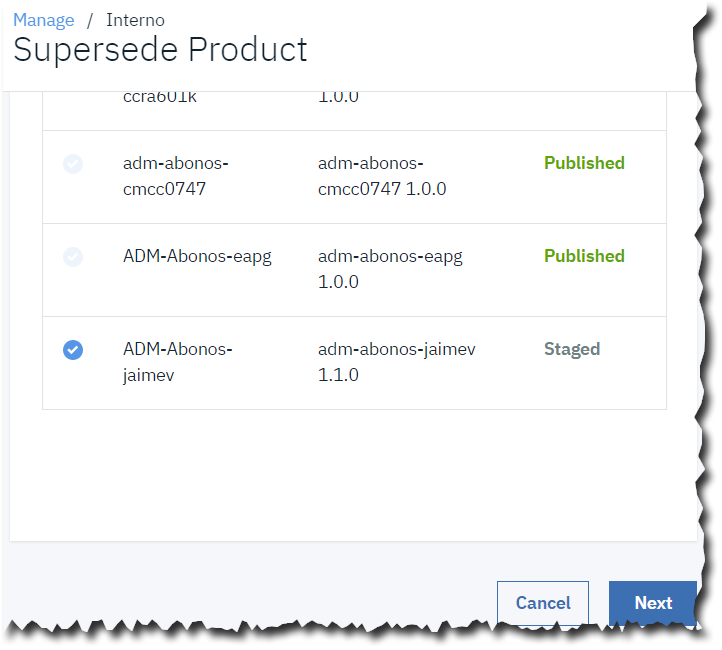 Manage / Interno
Supersede Product
ccra601k 1.0.0
adm-abonos- adm-abonos- Published
cmcc0747 cmcc0747 1.0.0
ADM-Abonos-eapg adm-abonos-eapg Published
1.0.0
ADM-Abonos- adm-abonos-jaimev Staged
jaimev 1.1.0
Cancel Next